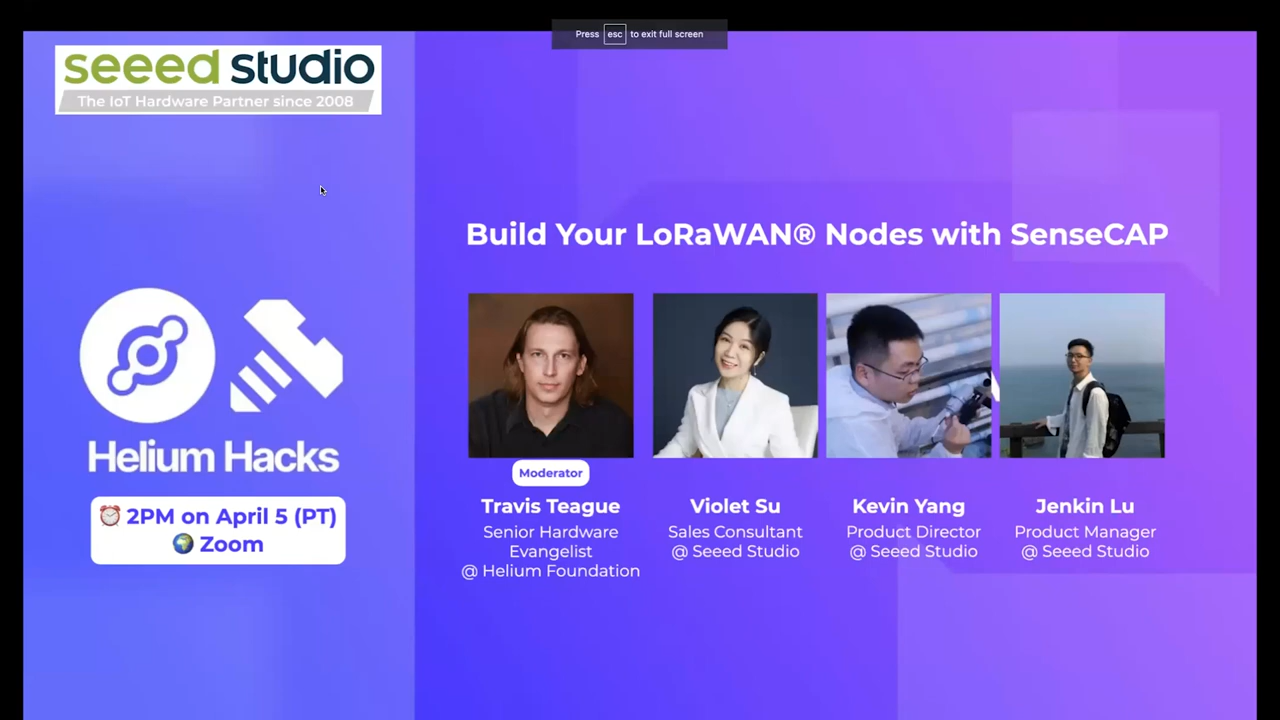 Press esc to exit full screen
seeed studio
The IoT Hardware Partner since 2008
Build Your LoRaWAN® Nodes with SenseCAP
Helium Hacks
2PM on April 5 (PT)
Zoom
Moderator
Travis Teague
Senior Hardware
Evangelist
@ Helium Foundation
Violet Su
Sales Consultant
@ Seeed Studio
Kevin Yang
Product Director
@ Seeed Studio
Jenkin Lu
Product Manager
@ Seeed Studio